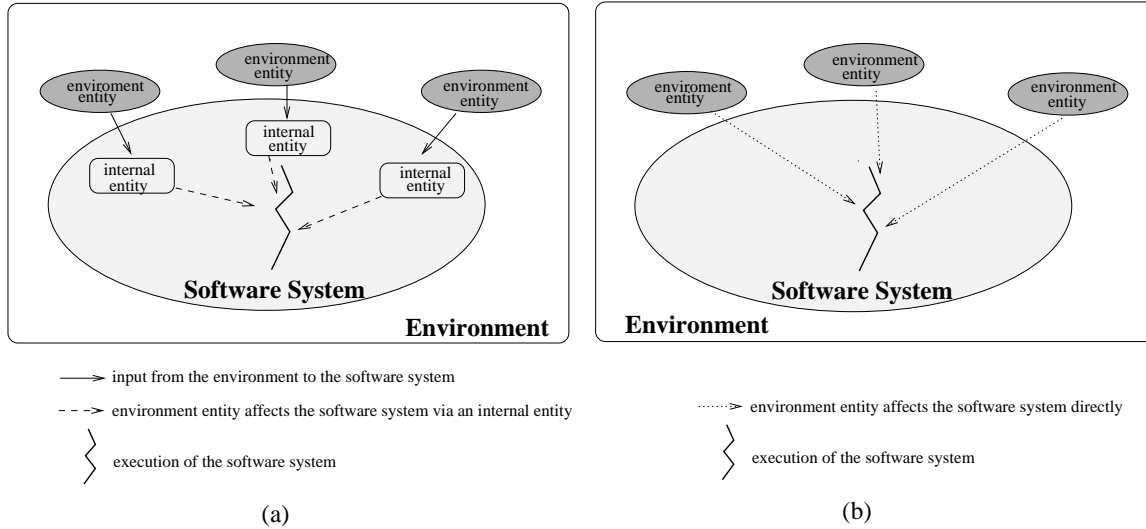 environment
entity
enviroment
entity
environment
entity
internal
entity
internal
entity
internal
entity
Software System
Environment
input from the environment to the software system
environment entity affects the software system via an internal entity
execution of the software system
(a)
environment
entity
enviroment
entity
environment
entity
Software System
Environment
environment entity affects the software system directly
execution of the software system
(b)